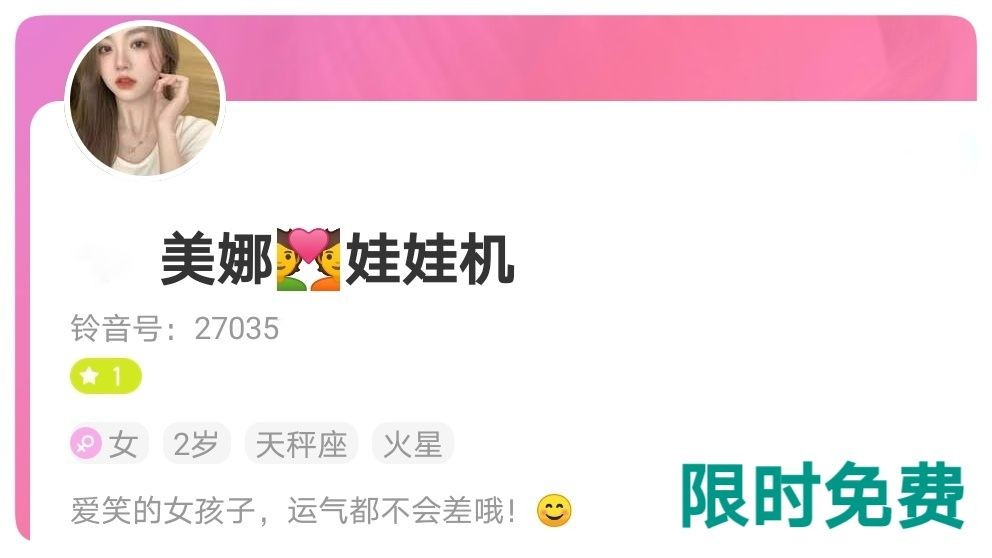 美娜💑娃娃机
铃音号：27035
1
女 2岁 天秤座 火星
爱笑的女孩子，运气都不会差哦！😊
限时免费